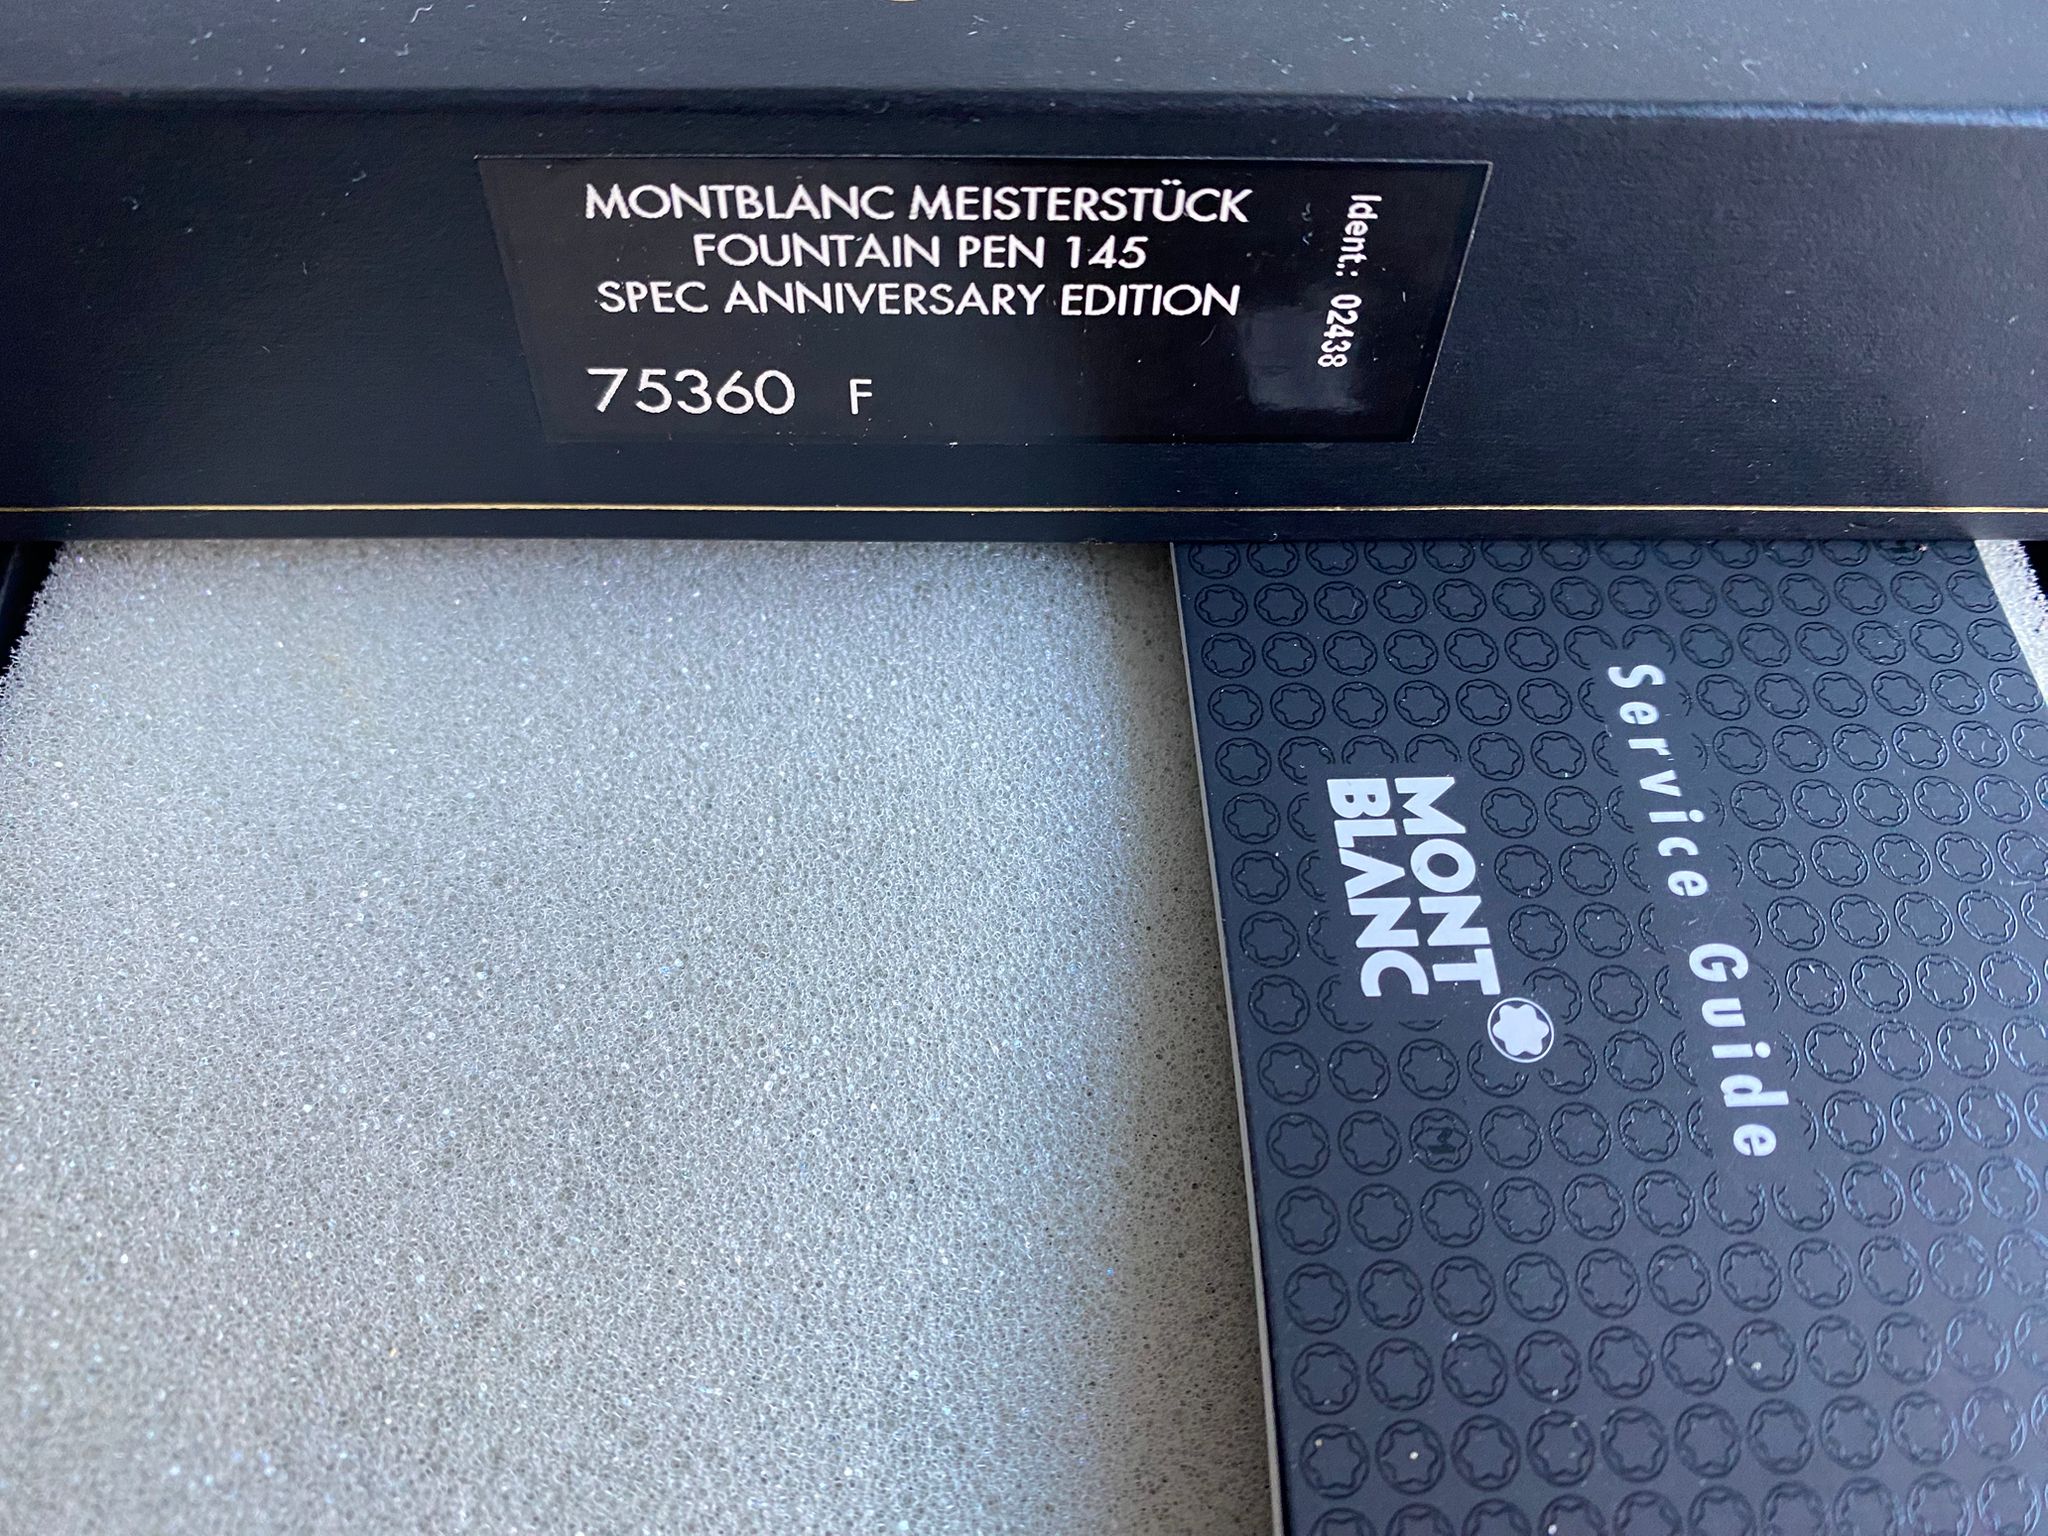 MONTBLANC MEISTERSTÜCK
FOUNTAIN PEN 145
SPEC ANNIVERSARY EDITION
75360 F
Ident.: 02438
Service Guide
MONT
BLANC